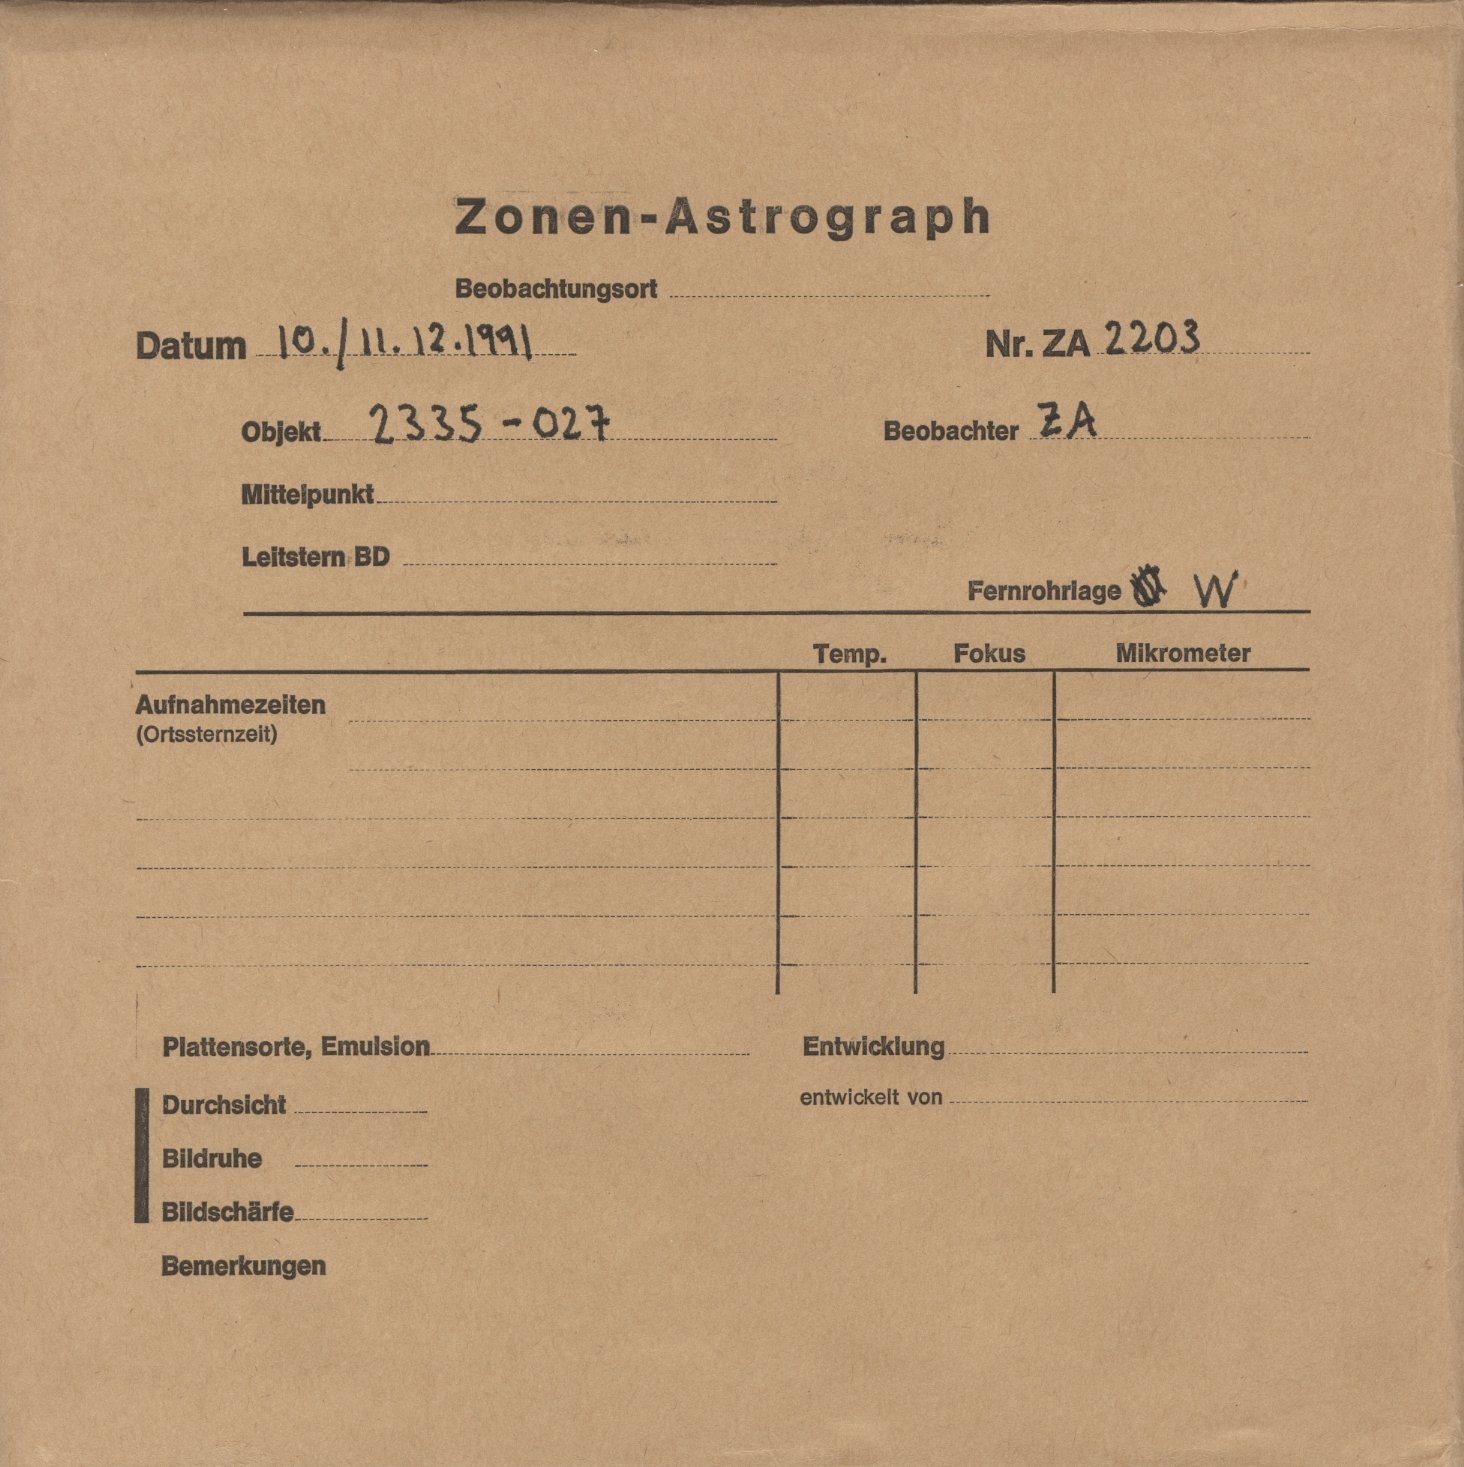 Zonen-Astrograph
Beobachtungsort
Datum 10./11.12.1991 Nr. ZA 2203
Objekt 2335-027 Beobachter ZA
Mittelpunkt
Leitstern BD
Fernrohrlage W
Temp. Fokus Mikrometer
Aufnahmezeiten
(Ortssternzeit)
Plattensorte, Emulsion Entwicklung
Durchsicht entwickelt von
Bildruhe
Bildschärfe
Bemerkungen